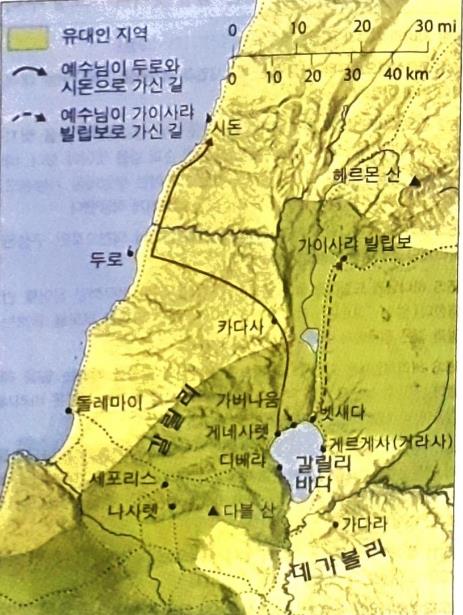 유대인 지역
예수님이 두로와
시돈으로 가신 길
예수님이 가이사랴
빌립보로 가신 길
0 10 20 30 mi
0 10 20 30 40 km
시돈
헤르몬 산
가이사랴 빌립보
두로
카다사
돌레마이
갈릴리
가버나움
벳새다
게네사렛
게르게사(거라사)
디베랴
갈릴리
바다
세포리스
나사렛
다볼 산
가다라
데가볼리